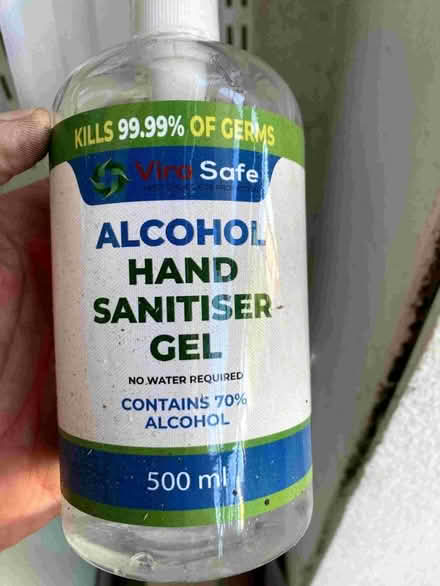 KILLS 99.99% OF GERMS
Viro Safe
ALCOHOL
HAND
SANITISER
GEL
NO WATER REQUIRED
CONTAINS 70%
ALCOHOL
500 ml